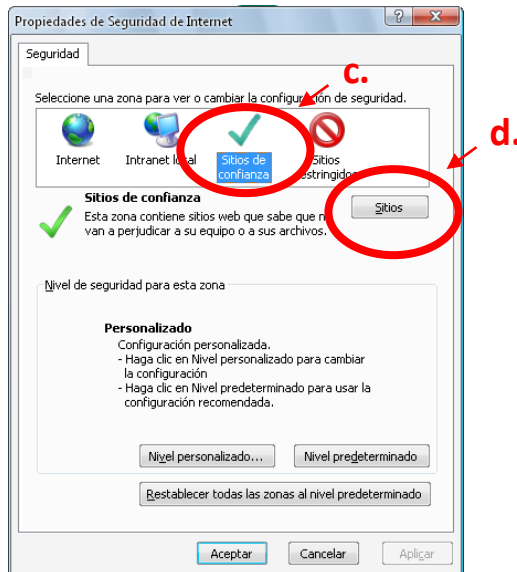 Propiedades de Seguridad de Internet
Seguridad
c.
Seleccione una zona para ver o cambiar la configuración de seguridad.
d.
Internet
Intranet local
Sitios de confianza
Sitios
Sitios de confianza
Sitios
Esta zona contiene sitios web que sabe que
van a perjudicar a su equipo o a sus archivos.
Nivel de seguridad para esta zona
Personalizado
Configuración personalizada.
- Haga clic en Nivel personalizado para cambiar
la configuración
- Haga clic en Nivel predeterminado para usar la
configuración recomendada.
Nivel personalizado...
Nivel predeterminado
Restablecer todas las zonas al nivel predeterminado
Aceptar
Cancelar
Aplicar